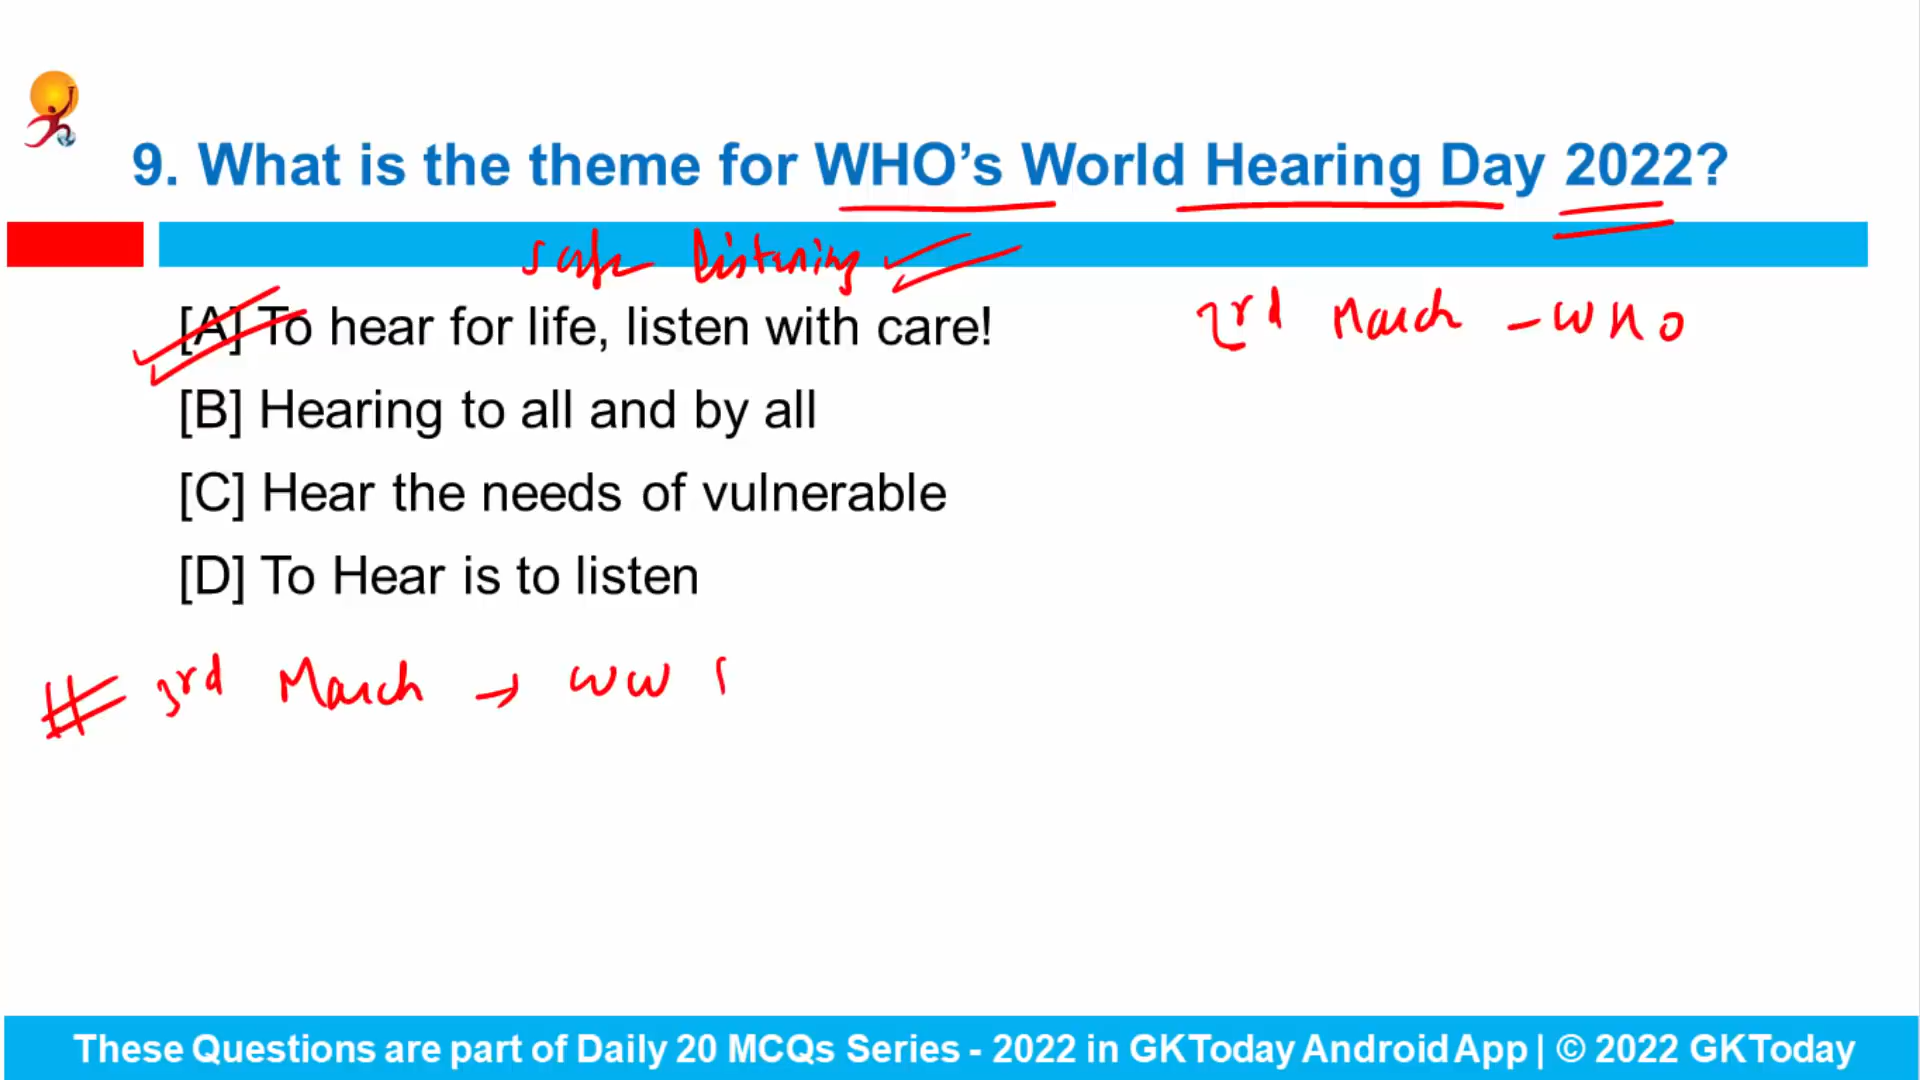 9. What is the theme for WHO’s World Hearing Day 2022?
safe listening
[A] To hear for life, listen with care!
3rd March - WHO
[B] Hearing to all and by all
[C] Hear the needs of vulnerable
[D] To Hear is to listen
# 3rd March → WW
These Questions are part of Daily 20 MCQs Series - 2022 in GKToday Android App | © 2022 GKToday